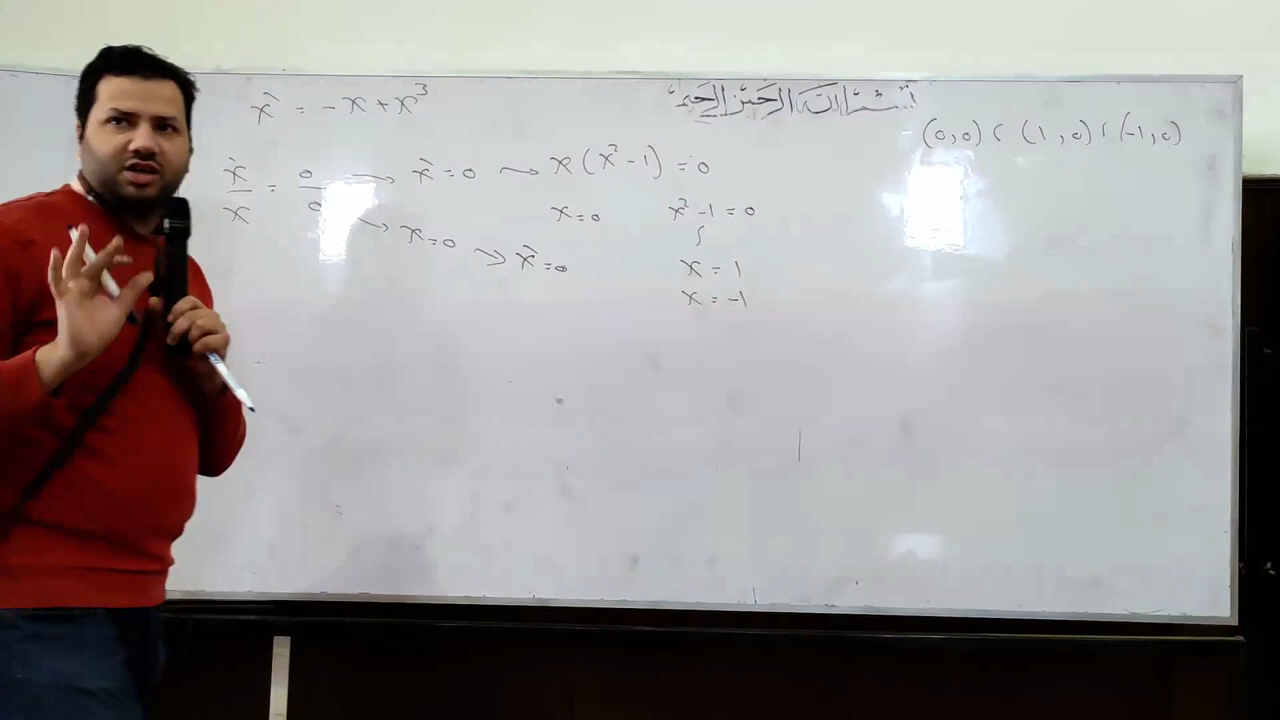 بسم الله الرحمن الرحيم
ẍ = -x + x³
(0,0) , (1,0) , (-1,0)
ẍ/ẋ = 0/0 → ẍ = 0 → x(x² - 1) = 0
x = 0   x² - 1 = 0
→ ẋ = 0 → ẍ = 0
x = 1
x = -1